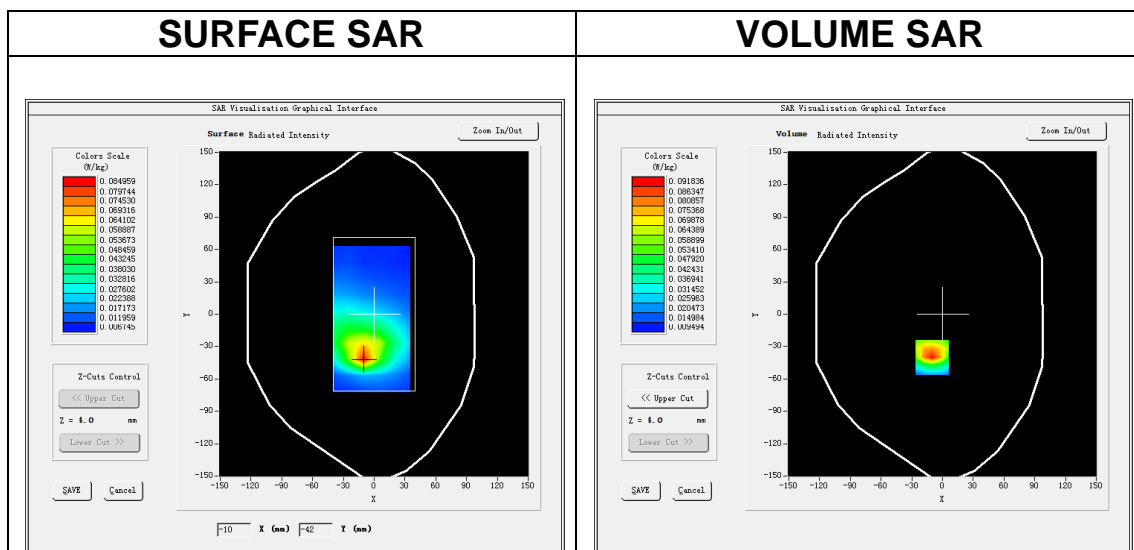 SURFACE SAR
VOLUME SAR
SAR Visualisation Graphical Interface
Surface Radiated Intensity
Zoom In/Out
Colors Scale
(W/kg)
0.084959
0.079744
0.074530
0.069316
0.064102
0.058887
0.053673
0.048459
0.043245
0.038030
0.032816
0.027602
0.022388
0.017173
0.011959
0.006745
150
120
90
60
30
0
-30
-60
-90
-120
-150
Y
-150 -120 -90 -60 -30 0 30 60 90 120 150
X
Z-Cuts Control
<< Upper Cut
Z = 4.0 mm
Lower Cut >>
SAVE Cancel
-10 X (mm) -42 Y (mm)
SAR Visualisation Graphical Interface
Volume Radiated Intensity
Zoom In/Out
Colors Scale
(W/kg)
0.091836
0.086347
0.080857
0.075368
0.069878
0.064389
0.058899
0.053410
0.047920
0.042431
0.036941
0.031452
0.025963
0.020473
0.014984
0.009494
150
120
90
60
30
0
-30
-60
-90
-120
-150
Y
-150 -120 -90 -60 -30 0 30 60 90 120 150
X
Z-Cuts Control
<< Upper Cut
Z = 4.0 mm
Lower Cut >>
SAVE Cancel